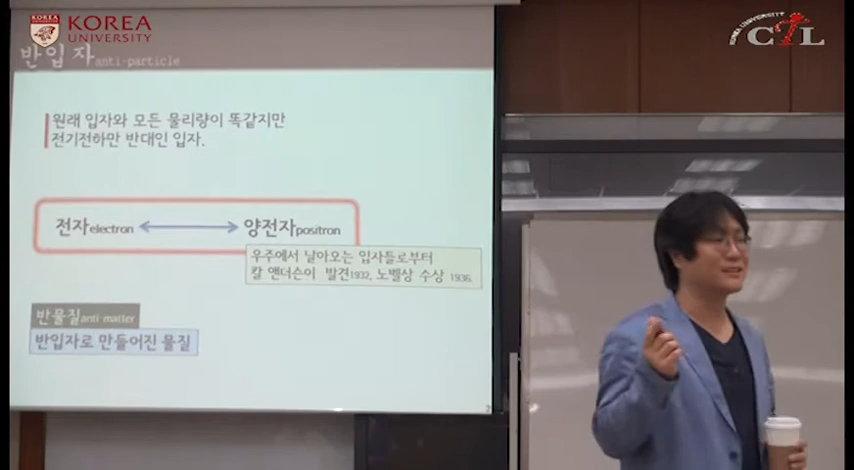 KOREA
UNIVERSITY
KOREA UNIVERSITY
CTL
반입자 anti-particle
원래 입자와 모든 물리량이 똑같지만
전기전하만 반대인 입자.
전자electron
양전자positron
우주에서 날아오는 입자들로부터
칼 앤더슨이 발견1932, 노벨상 수상 1936.
반물질anti-matter
반입자로 만들어진 물질